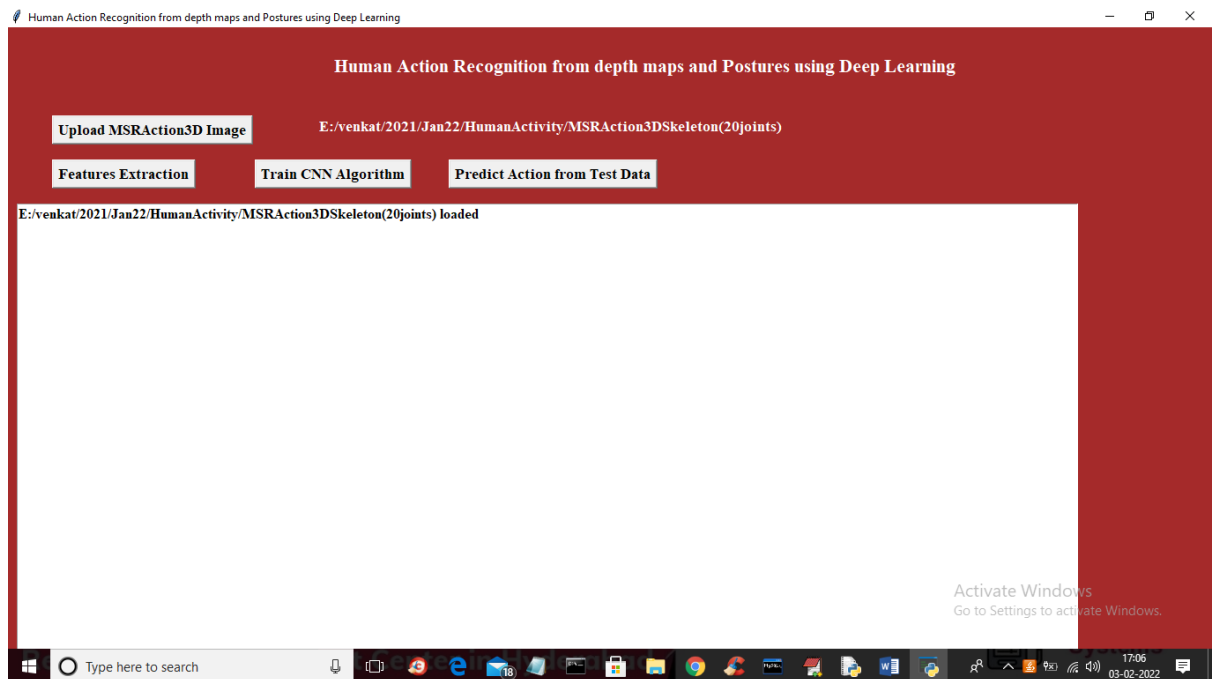 Human Action Recognition from depth maps and Postures using Deep Learning
Human Action Recognition from depth maps and Postures using Deep Learning
Upload MSRAction3D Image
E:/venkat/2021/Jan22/HumanActivity/MSRAction3DSkeleton(20joints)
Features Extraction
Train CNN Algorithm
Predict Action from Test Data
E:/venkat/2021/Jan22/HumanActivity/MSRAction3DSkeleton(20joints) loaded
Activate Windows
Go to Settings to activate Windows.
Type here to search
18
17:06
03-02-2022